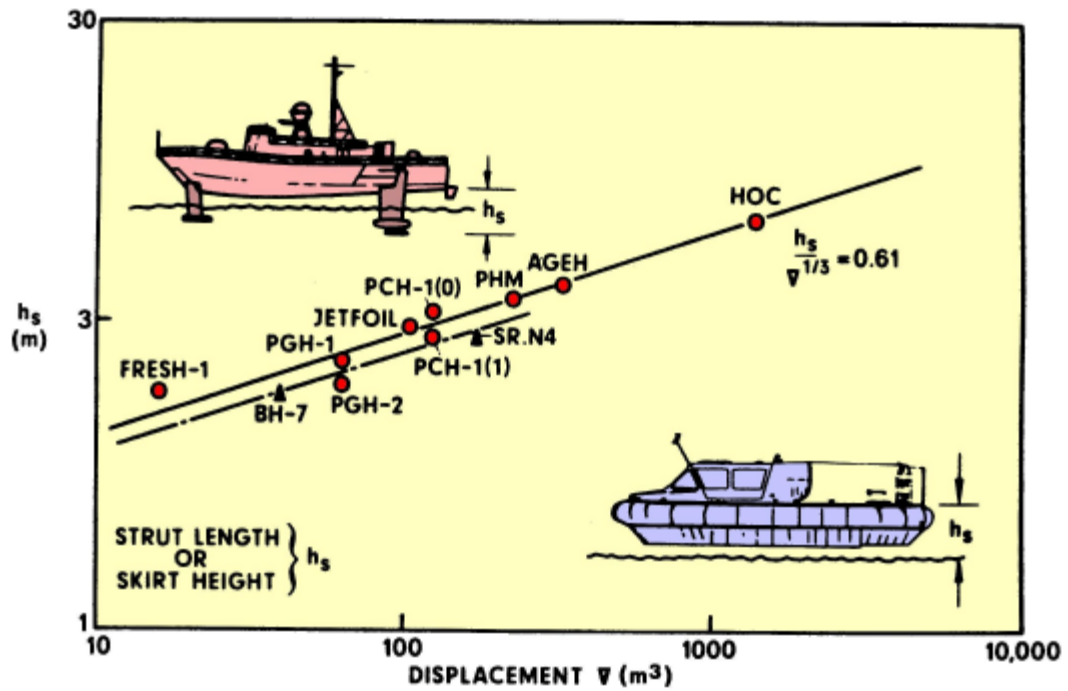 30
h_s
HOC
h_s
∇^1/3 = 0.61
AGEH
PHM
PCH-1(0)
JETFOIL
h_s
(m)
3
SR.N4
PGH-1
PCH-1(1)
FRESH-1
BH-7
PGH-2
STRUT LENGTH
OR
SKIRT HEIGHT
h_s
h_s
1
10
100
1000
10,000
DISPLACEMENT ∇ (m³)